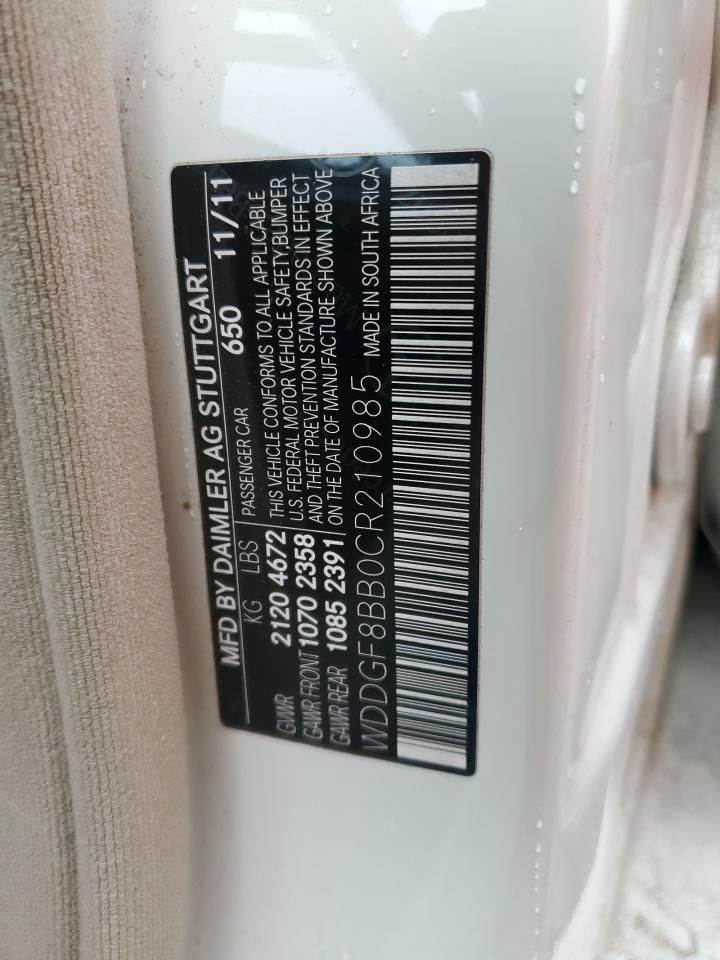 MFD BY DAIMLER AG STUTTGART
KG LBS 650 11/11
GVWR 2120 4672
GAWR FRONT 1070 2358
GAWR REAR 1085 2391
PASSENGER CAR
THIS VEHICLE CONFORMS TO ALL APPLICABLE
U.S. FEDERAL MOTOR VEHICLE SAFETY,BUMPER
AND THEFT PREVENTION STANDARDS IN EFFECT
ON THE DATE OF MANUFACTURE SHOWN ABOVE
WDDGF8BB0CR210985 MADE IN SOUTH AFRICA